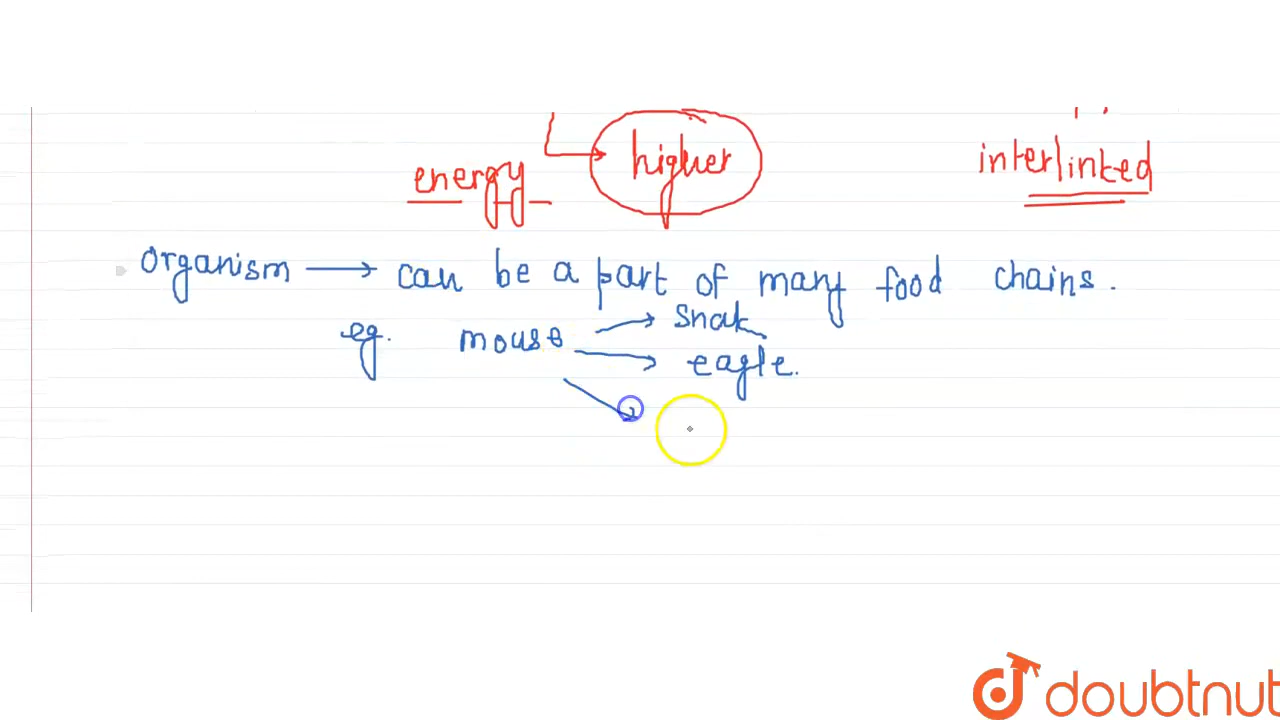 higher
energy
interlinked
organism → can be a part of many food chains.
eg. mouse → snak
→ eagle.
doubtnut